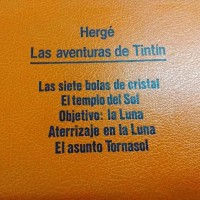 Hergé
Las aventuras de Tintín
Las siete bolas de cristal
El templo del Sol
Objetivo: la Luna
Aterrizaje en la Luna
El asunto Tornasol